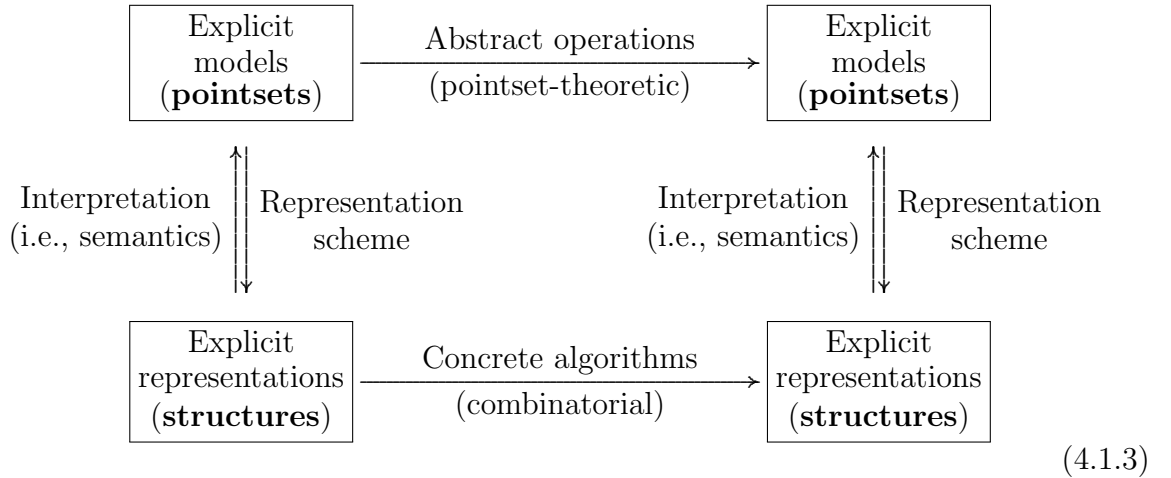 Explicit
models
(pointsets)
Abstract operations
(pointset-theoretic)
Explicit
models
(pointsets)
Interpretation
(i.e., semantics)
Representation
scheme
Interpretation
(i.e., semantics)
Representation
scheme
Explicit
representations
(structures)
Concrete algorithms
(combinatorial)
Explicit
representations
(structures)
(4.1.3)